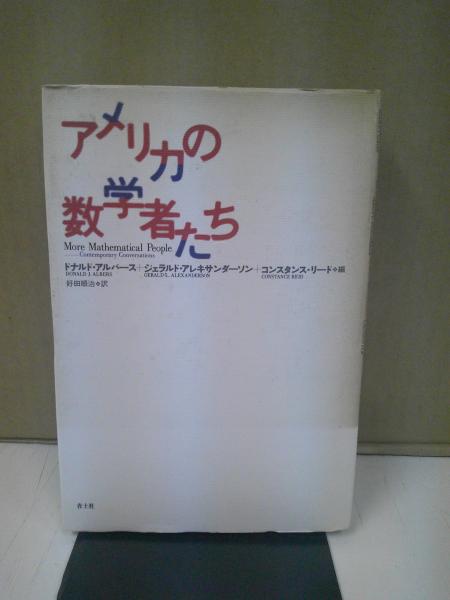 アメリカの
数学者たち
More Mathematical People
Contemporary Conversations
ドナルド・アルバース+ジェラルド・アレキサンダーソン+コンスタンス・リード❖編
DONALD J. ALBERS GERALD L. ALEXANDERSON CONSTANCE REID
好田順治❖訳
青土社